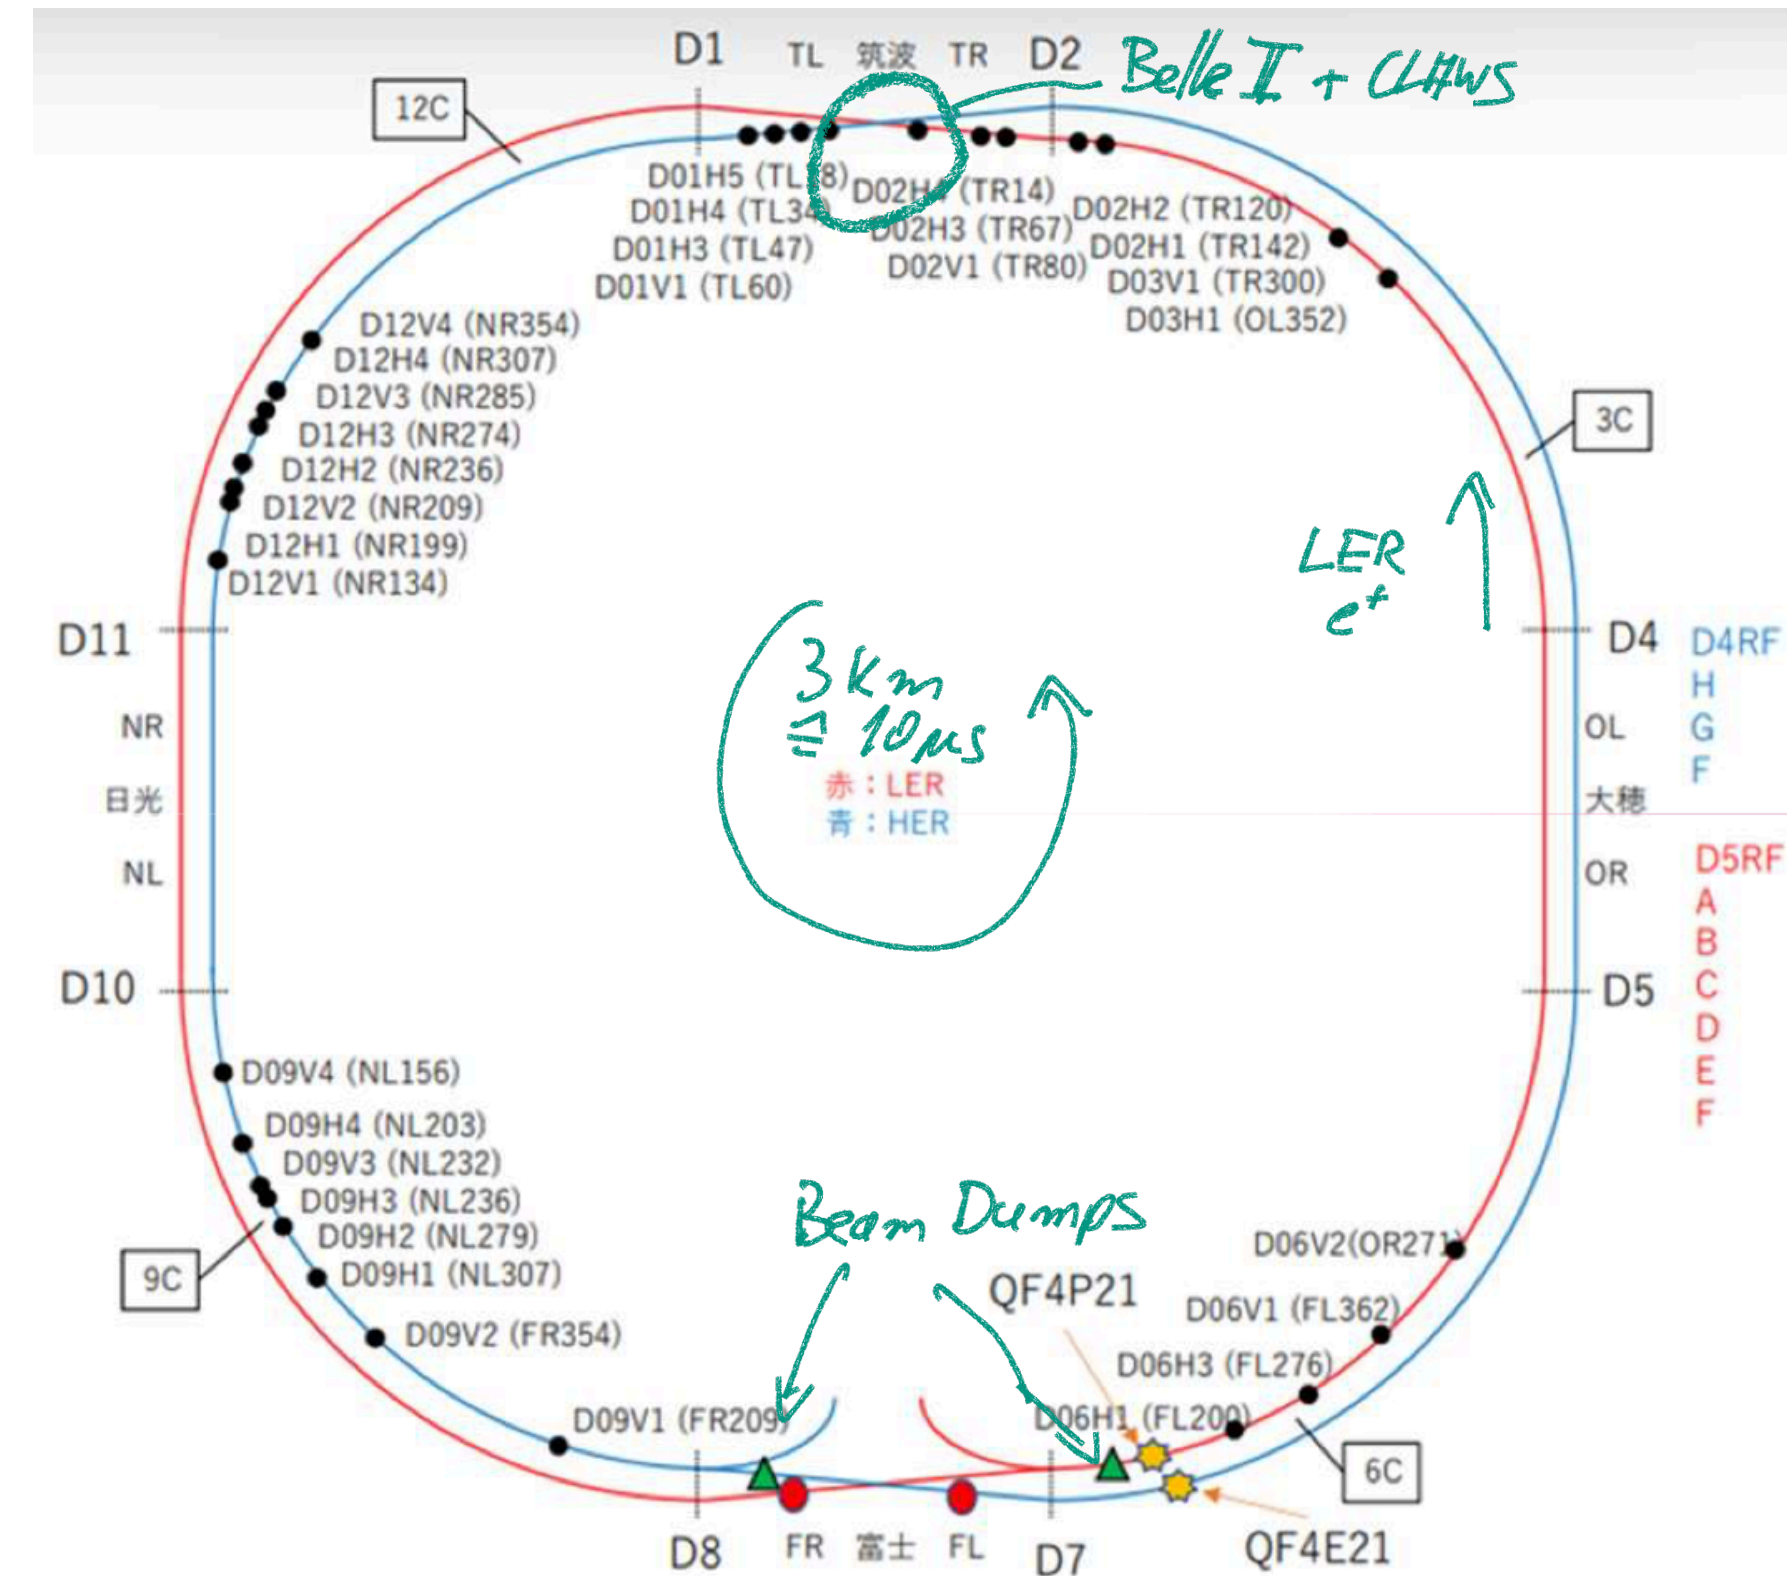 D1 TL 筑波 TR D2 Belle II + CLAWS
12C
D01H5 (TL18)
D01H4 (TL34)
D01H3 (TL47)
D01V1 (TL60)
D02H4 (TR14)
D02H3 (TR67)
D02V1 (TR80)
D02H2 (TR120)
D02H1 (TR142)
D03V1 (TR300)
D03H1 (OL352)
D12V4 (NR354)
D12H4 (NR307)
D12V3 (NR285)
D12H3 (NR274)
D12H2 (NR236)
D12V2 (NR209)
D12H1 (NR199)
D12V1 (NR134)
3C
LER
e+
D11
NR
日光
NL
D10
3 km
≙ 10 μs
赤：LER
青：HER
D4
OL
大穂
OR
D5
D4RF
H
G
F
D5RF
A
B
C
D
E
F
D09V4 (NL156)
D09H4 (NL203)
D09V3 (NL232)
D09H3 (NL236)
D09H2 (NL279)
D09H1 (NL307)
9C
D09V2 (FR354)
D09V1 (FR209)
Beam Dumps
QF4P21
D06V2(OR271)
D06V1 (FL362)
D06H3 (FL276)
D06H1 (FL200)
6C
D8 FR 富士 FL D7
QF4E21